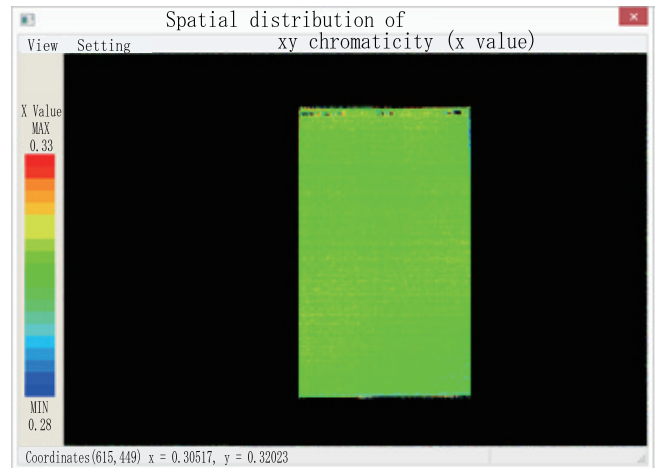 Spatial distribution of
xy chromaticity (x value)
View Setting
X Value
MAX
0.33
MIN
0.28
Coordinates(615,449) x = 0.30517, y = 0.32023